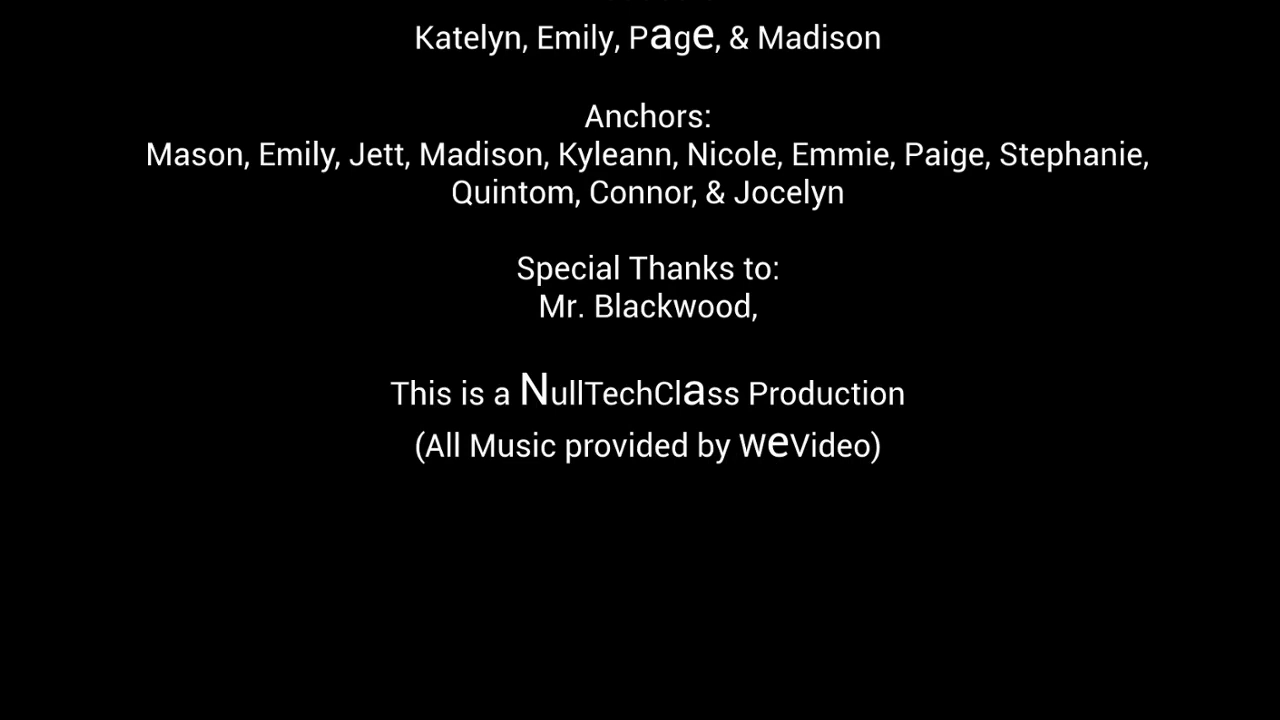 Katelyn, Emily, Page, & Madison
Anchors:
Mason, Emily, Jett, Madison, Kyleann, Nicole, Emmie, Paige, Stephanie,
Quintom, Connor, & Jocelyn
Special Thanks to:
Mr. Blackwood,
This is a NullTechClass Production
(All Music provided by weVideo)